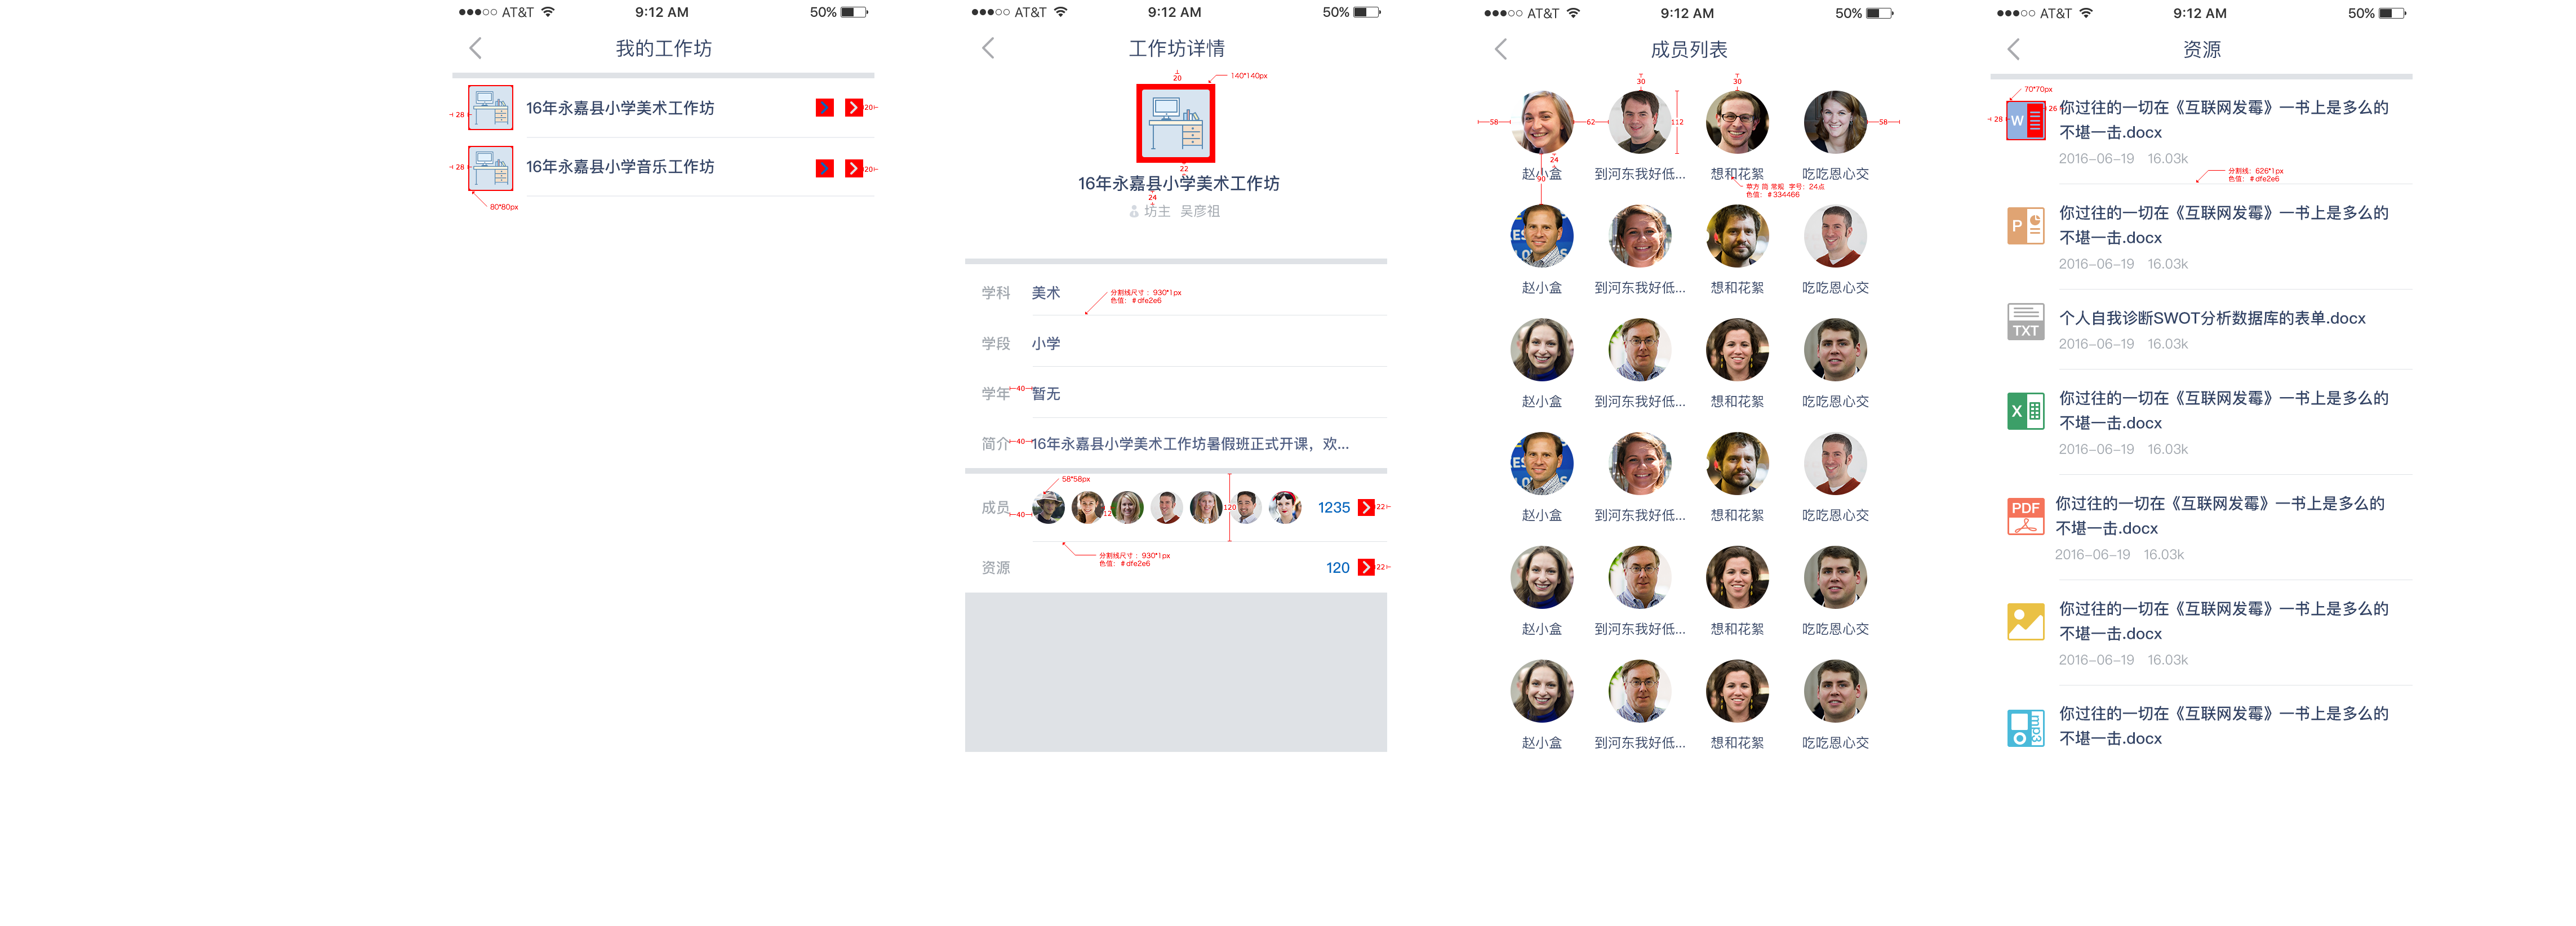 AT&T 9:12 AM 50%
我的工作坊
28 16年永嘉县小学美术工作坊 20
28 16年永嘉县小学音乐工作坊 20
80*80px
AT&T 9:12 AM 50%
工作坊详情
20 140*140px
22
16年永嘉县小学美术工作坊
24
坊主 吴彦祖
学科 美术
分割线尺寸：930*1px
色值：#dfe2e6
学段 小学
学年 40 暂无
简介 40 16年永嘉县小学美术工作坊暑假班正式开课，欢...
58*58px
成员 40 12 120 1235 22
分割线尺寸：930*1px
色值：#dfe2e6
资源 120 22
AT&T 9:12 AM 50%
成员列表
30 30
58 62 112 58
24
赵小盒 到河东我好低... 想和花絮 吃吃恩心交
90
苹方 简 常规 字号：24点
色值：#334466
赵小盒 到河东我好低... 想和花絮 吃吃恩心交
赵小盒 到河东我好低... 想和花絮 吃吃恩心交
赵小盒 到河东我好低... 想和花絮 吃吃恩心交
赵小盒 到河东我好低... 想和花絮 吃吃恩心交
赵小盒 到河东我好低... 想和花絮 吃吃恩心交
AT&T 9:12 AM 50%
资源
70*70px
28 W 26 你过往的一切在《互联网发霉》一书上是多么的
不堪一击.docx
2016-06-19 16.03k
分割线：626*1px
色值：#dfe2e6
P 你过往的一切在《互联网发霉》一书上是多么的
不堪一击.docx
2016-06-19 16.03k
TXT 个人自我诊断SWOT分析数据库的表单.docx
2016-06-19 16.03k
X 你过往的一切在《互联网发霉》一书上是多么的
不堪一击.docx
2016-06-19 16.03k
PDF 你过往的一切在《互联网发霉》一书上是多么的
不堪一击.docx
2016-06-19 16.03k
你过往的一切在《互联网发霉》一书上是多么的
不堪一击.docx
2016-06-19 16.03k
mp3 你过往的一切在《互联网发霉》一书上是多么的
不堪一击.docx